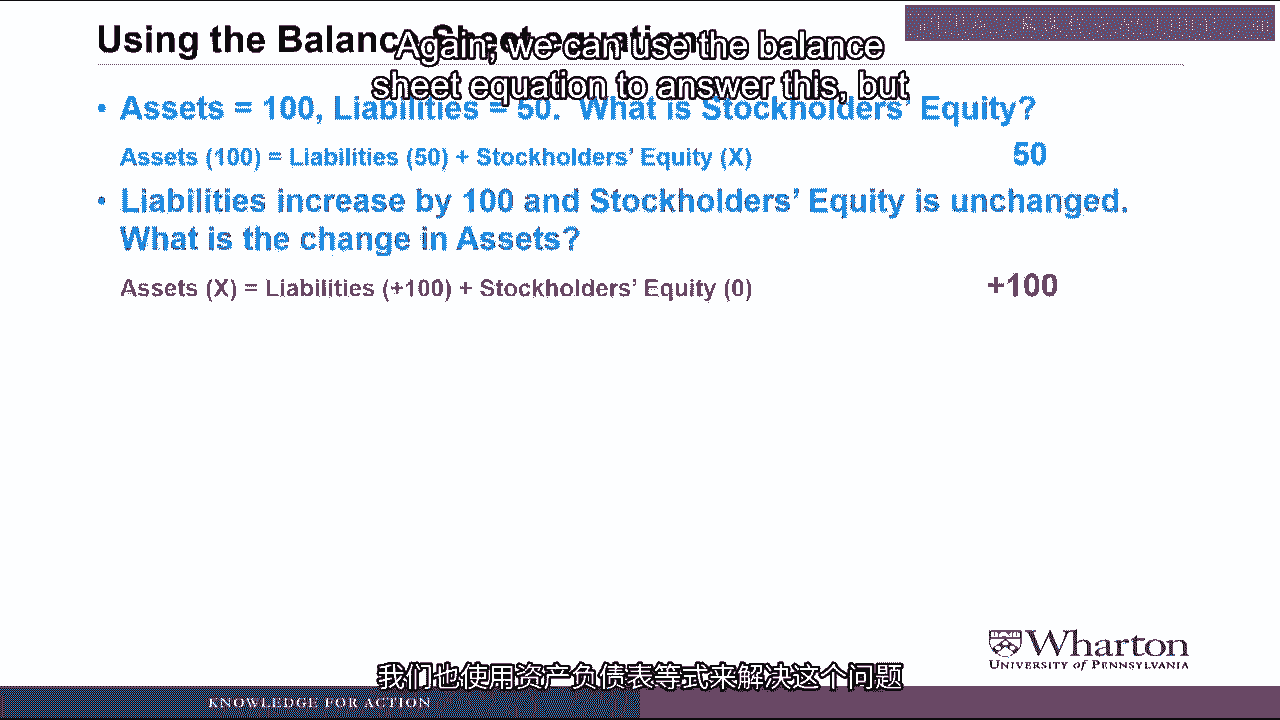 Using the Balance Sheet equation
Again, we can use the balance
sheet equation to answer this, but
• Assets = 100, Liabilities = 50. What is Stockholders’ Equity?
Assets (100) = Liabilities (50) + Stockholders’ Equity (X) 50
• Liabilities increase by 100 and Stockholders’ Equity is unchanged.
What is the change in Assets?
Assets (X) = Liabilities (+100) + Stockholders’ Equity (0) +100
Wharton
UNIVERSITY of PENNSYLVANIA
我们也使用资产负债表等式来解决这个问题
KNOWLEDGE FOR ACTION